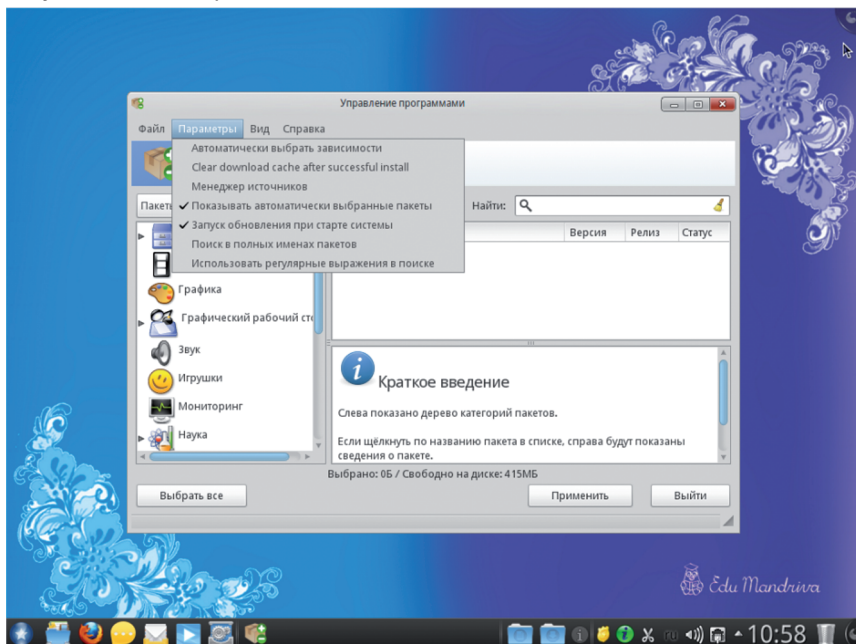 Управление программами
Файл Параметры Вид Справка
Автоматически выбрать зависимости
Clear download cache after successful install
Менеджер источников
Показывать автоматически выбранные пакеты
Запуск обновления при старте системы
Поиск в полных именах пакетов
Использовать регулярные выражения в поиске
Найти:
Версия Релиз Статус
Графика
Графический рабочий
Звук
Игрушки
Мониторинг
Наука
Краткое введение
Слева показано дерево категорий пакетов.
Если щёлкнуть по названию пакета в списке, справа будут показаны
сведения о пакете.
Выбрано: 0Б / Свободно на диске: 415МБ
Выбрать все Применить Выйти
Edu Mandriva
ru 10:58